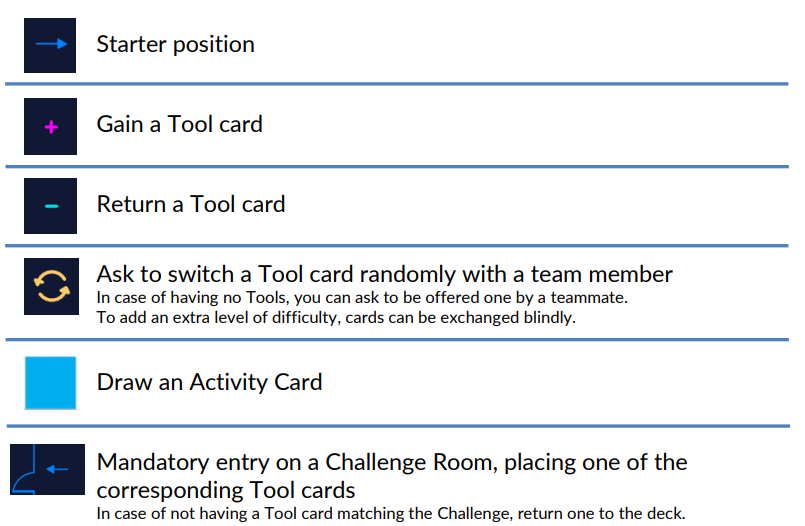 Starter position
Gain a Tool card
Return a Tool card
Ask to switch a Tool card randomly with a team member
In case of having no Tools, you can ask to be offered one by a teammate.
To add an extra level of difficulty, cards can be exchanged blindly.
Draw an Activity Card
Mandatory entry on a Challenge Room, placing one of the
corresponding Tool cards
In case of not having a Tool card matching the Challenge, return one to the deck.